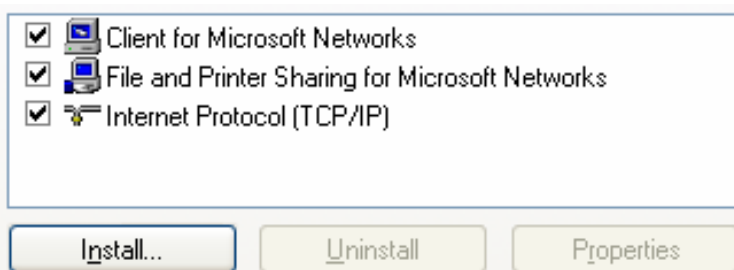 Client for Microsoft Networks
File and Printer Sharing for Microsoft Networks
Internet Protocol (TCP/IP)
Install... Uninstall Properties